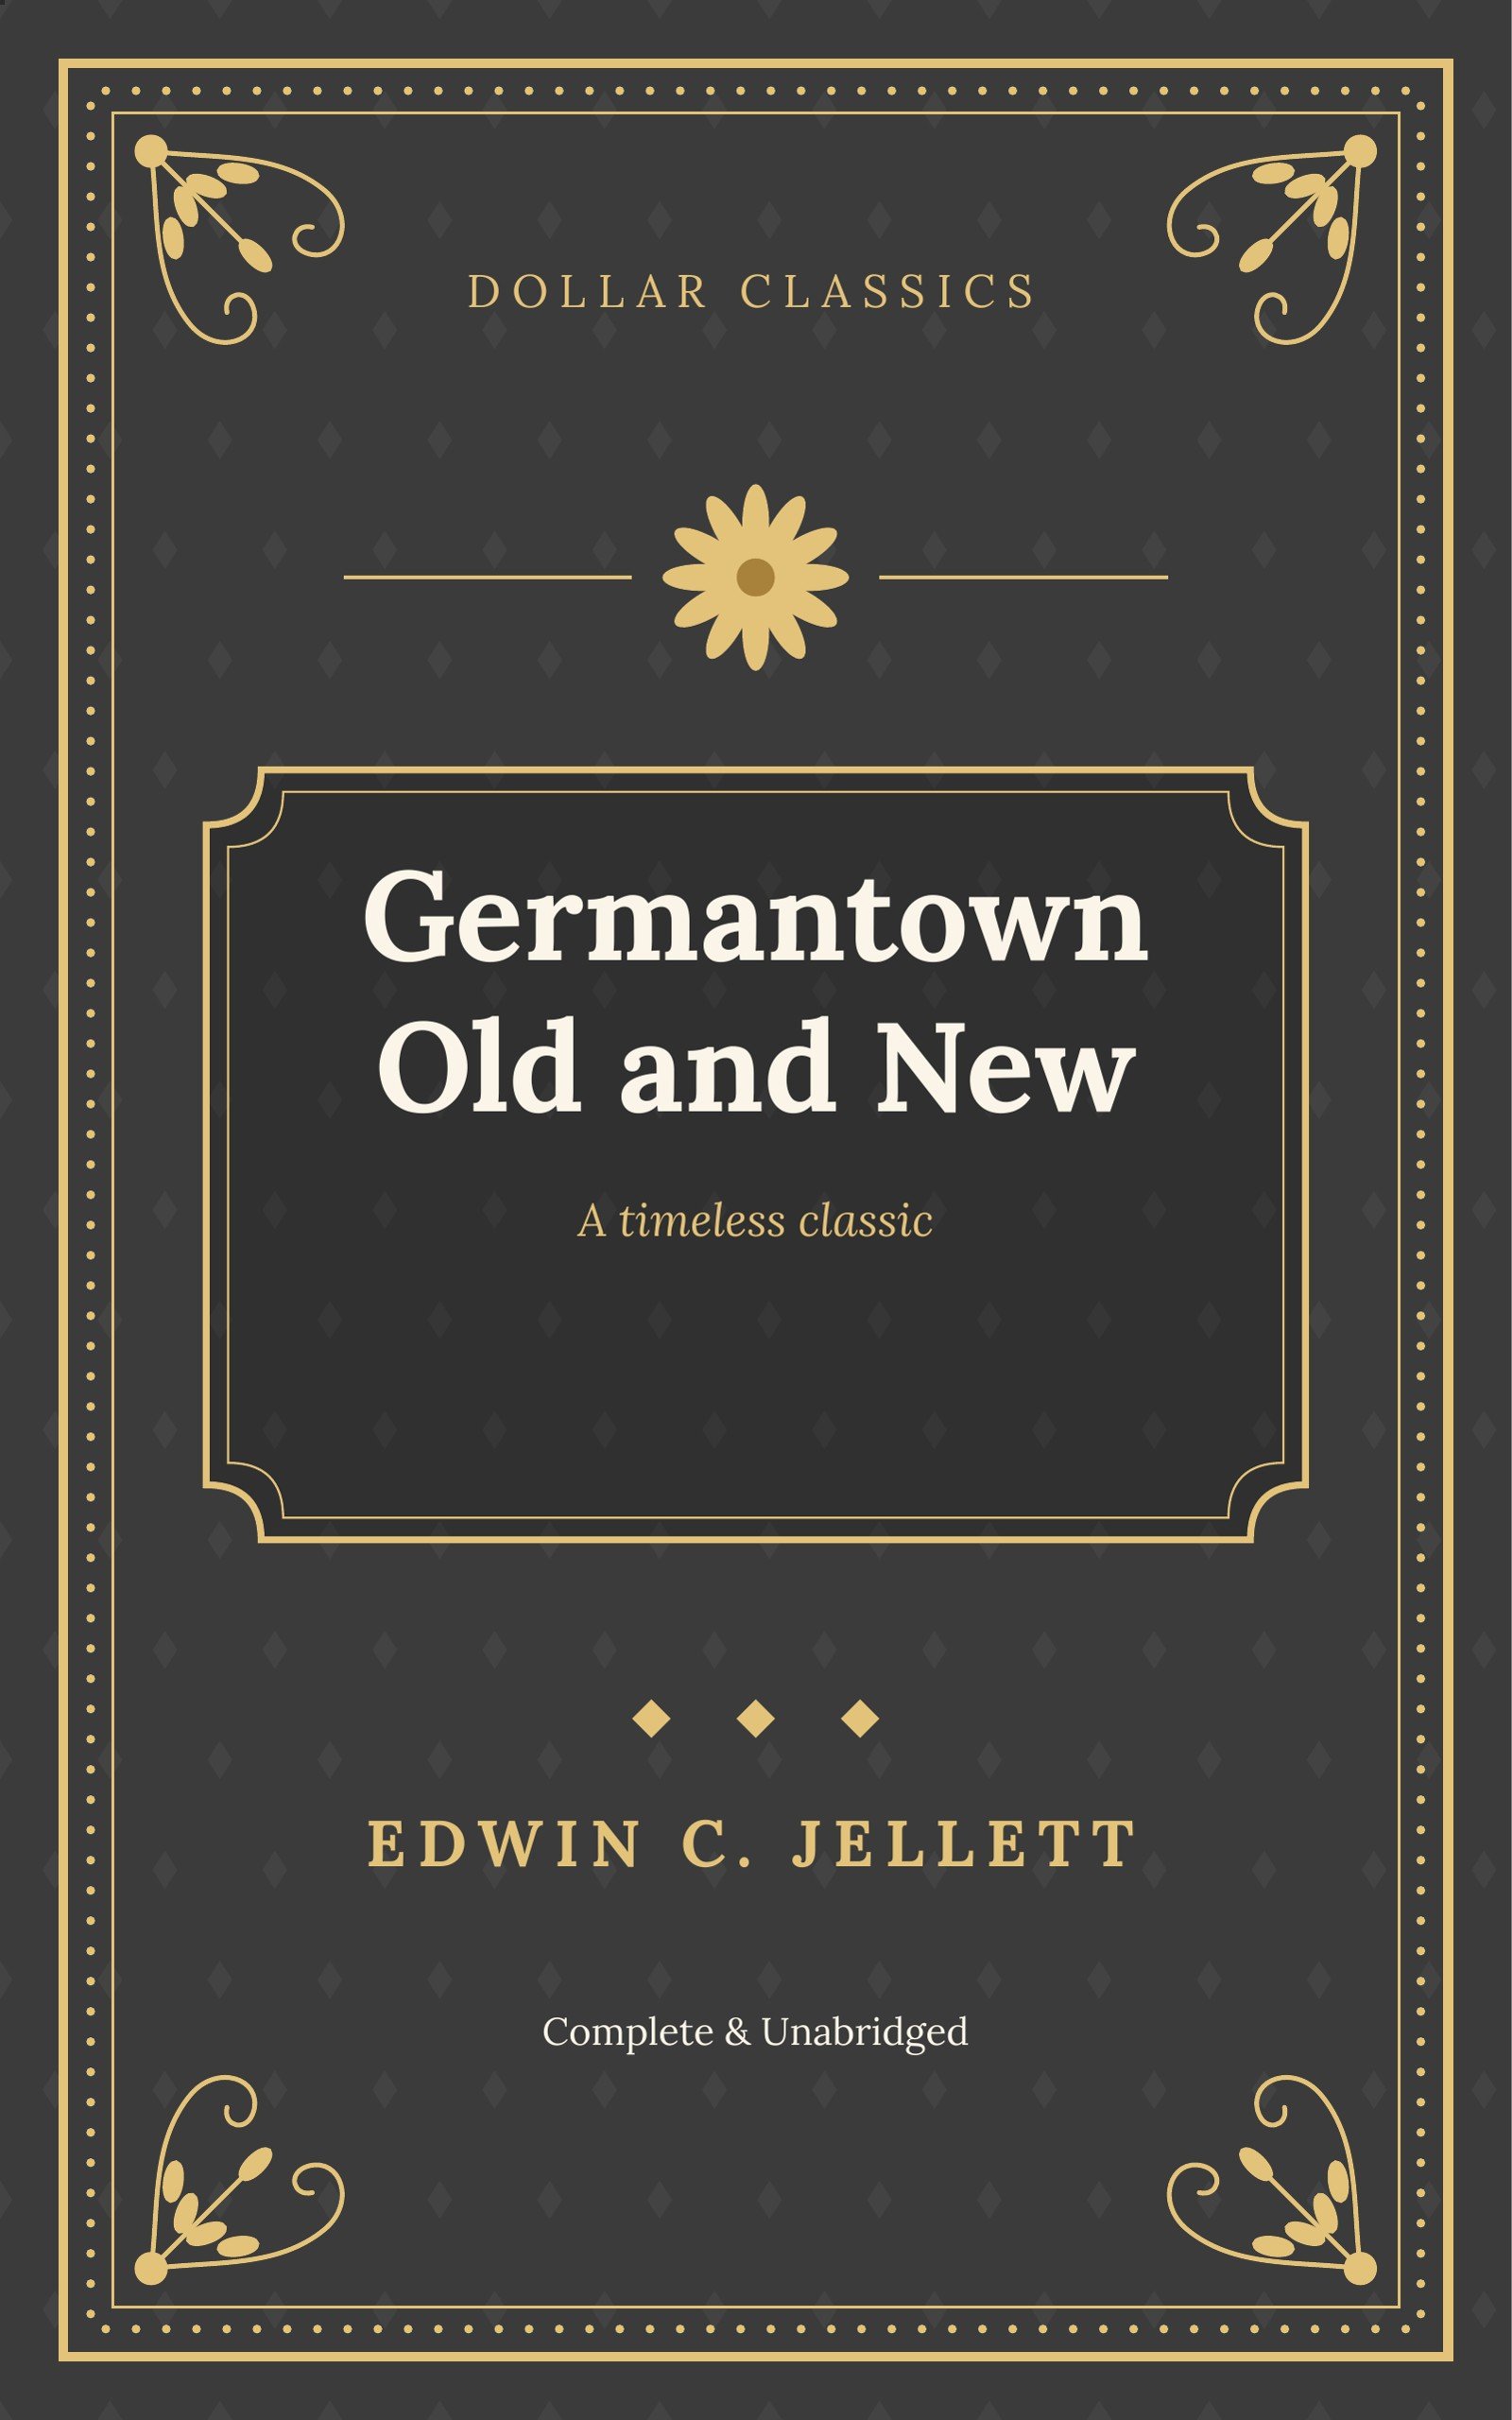 DOLLAR CLASSICS
Germantown
Old and New
A timeless classic
EDWIN C. JELLETT
Complete & Unabridged